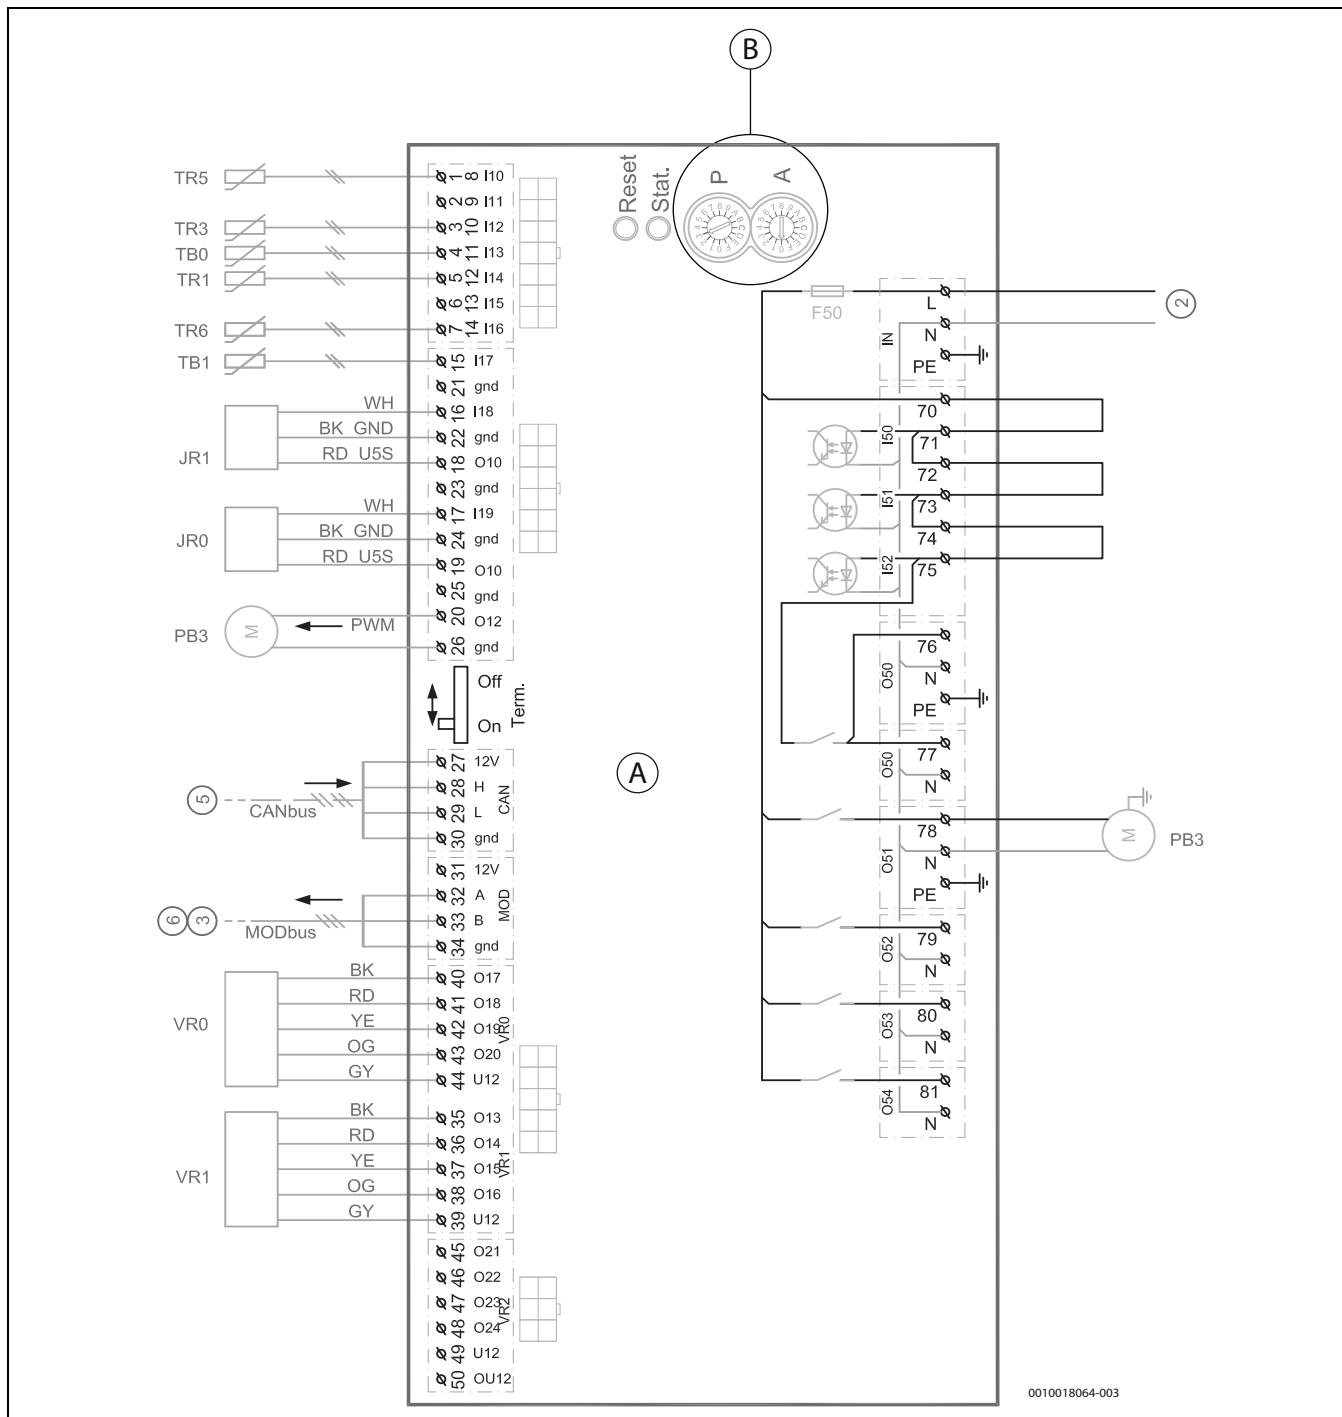 B
Reset
Stat.
P
A
TR5
TR3
TB0
TR1
TR6
TB1
1 8 I10
2 9 I11
3 10 I12
4 11 I13
5 12 I14
6 13 I15
7 14 I16
15 I17
21 gnd
WH 16 I18
BK GND 22 gnd
JR1
RD U5S 18 O10
23 gnd
WH 17 I19
BK GND 24 gnd
JR0
RD U5S 19 O10
25 gnd
20 O12
PB3 M PWM
26 gnd
Off
On
Term.
27 12V
28 H
29 L
30 gnd
CAN
5 CANbus
31 12V
32 A
33 B
34 gnd
MOD
6 3 MODbus
VR0
BK 40 O17
RD 41 O18
YE 42 O19
OG 43 O20
GY 44 U12
VR0
VR1
BK 35 O13
RD 36 O14
YE 37 O15
OG 38 O16
GY 39 U12
VR1
45 O21
46 O22
47 O23
48 O24
49 U12
50 OU12
VR2
A
F50
IN
L
N
PE
2
I50
70
71
I51
72
73
I52
74
75
O50
76
N
PE
O50
77
N
O51
78
N
PE
M PB3
O52
79
N
O53
80
N
O54
81
N
0010018064-003